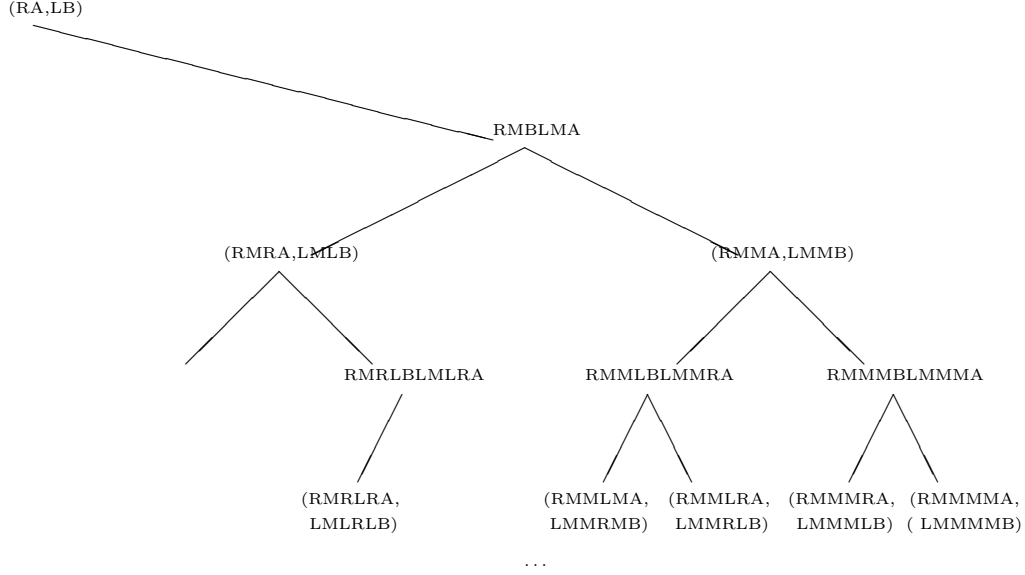 (RA,LB)
RMBLMA
(RMRA,LMLB)
(RMMA,LMMB)
RMRLBLMLRA
RMMLBLMMRA
RMMMBLMMMA
(RMRLRA,
LMLRLB)
(RMMLMA,
LMMRMB)
(RMMLRA,
LMMRLB)
(RMMMRA,
LMMMLB)
(RMMMMA,
( LMMMMB)
...